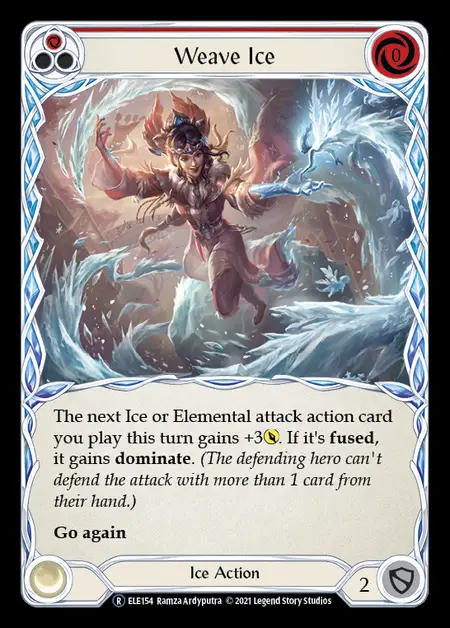 Weave Ice
0
The next Ice or Elemental attack action card
you play this turn gains +3. If it's fused,
it gains dominate. (The defending hero can't
defend the attack with more than 1 card from
their hand.)
Go again
Ice Action
2
R ELE154 Ramza Ardyputra © 2021 Legend Story Studios